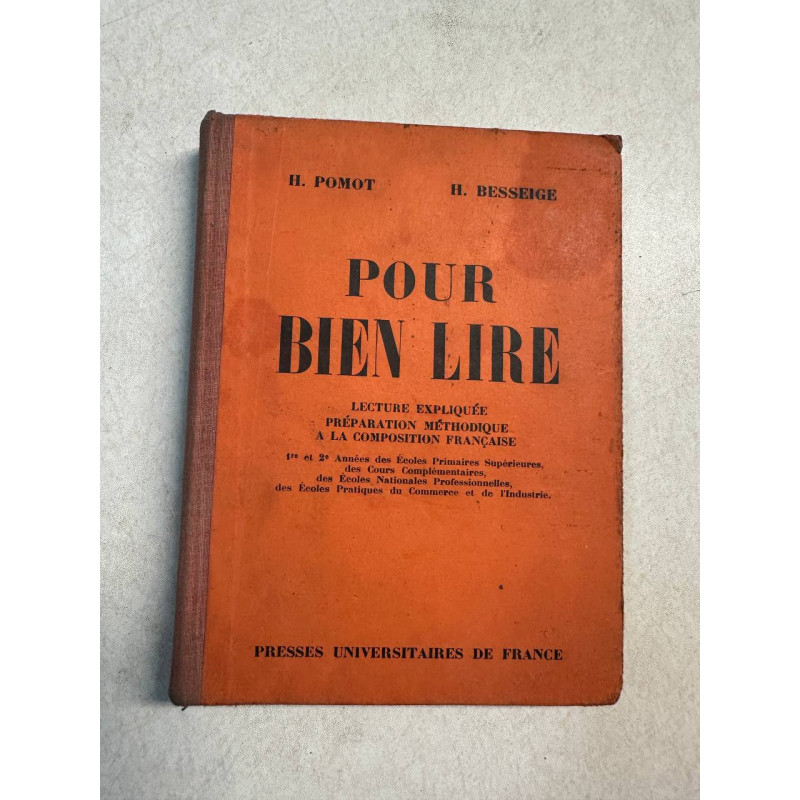 H. POMOT H. BESSEIGE
POUR
BIEN LIRE
LECTURE EXPLIQUÉE
PRÉPARATION MÉTHODIQUE
A LA COMPOSITION FRANÇAISE
1re et 2e Années des Écoles Primaires Supérieures,
des Cours Complémentaires,
des Écoles Nationales Professionnelles,
des Écoles Pratiques du Commerce et de l'Industrie.
PRESSES UNIVERSITAIRES DE FRANCE